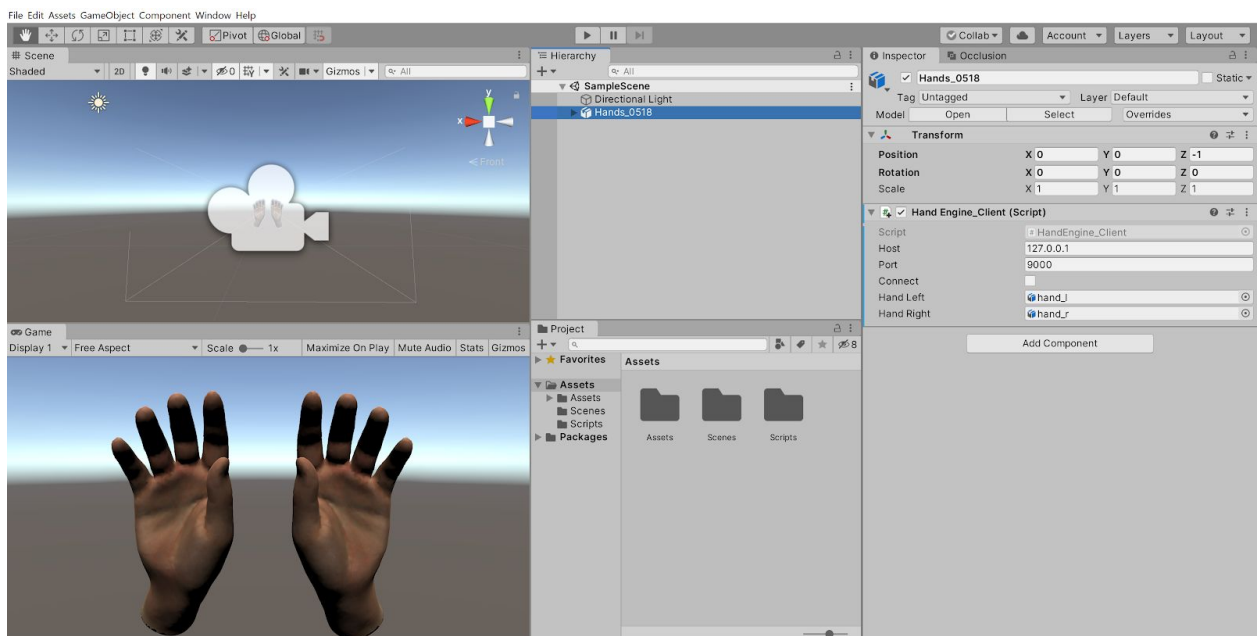 File Edit Assets GameObject Component Window Help
Pivot Global Collab Account Layers Layout
Scene
Shaded 2D 0 Gizmos All
y
x
Front
Game
Display 1 Free Aspect Scale 1x Maximize On Play Mute Audio Stats Gizmos
Hierarchy
All
SampleScene
Directional Light
Hands_0518
Project
8
Favorites
Assets
Assets
Scenes
Scripts
Packages
Assets
Assets Scenes Scripts
Inspector Occlusion
Hands_0518 Static
Tag Untagged Layer Default
Model Open Select Overrides
Transform
Position X 0 Y 0 Z -1
Rotation X 0 Y 0 Z 0
Scale X 1 Y 1 Z 1
Hand Engine_Client (Script)
Script # HandEngine_Client
Host 127.0.0.1
Port 9000
Connect
Hand Left hand_l
Hand Right hand_r
Add Component